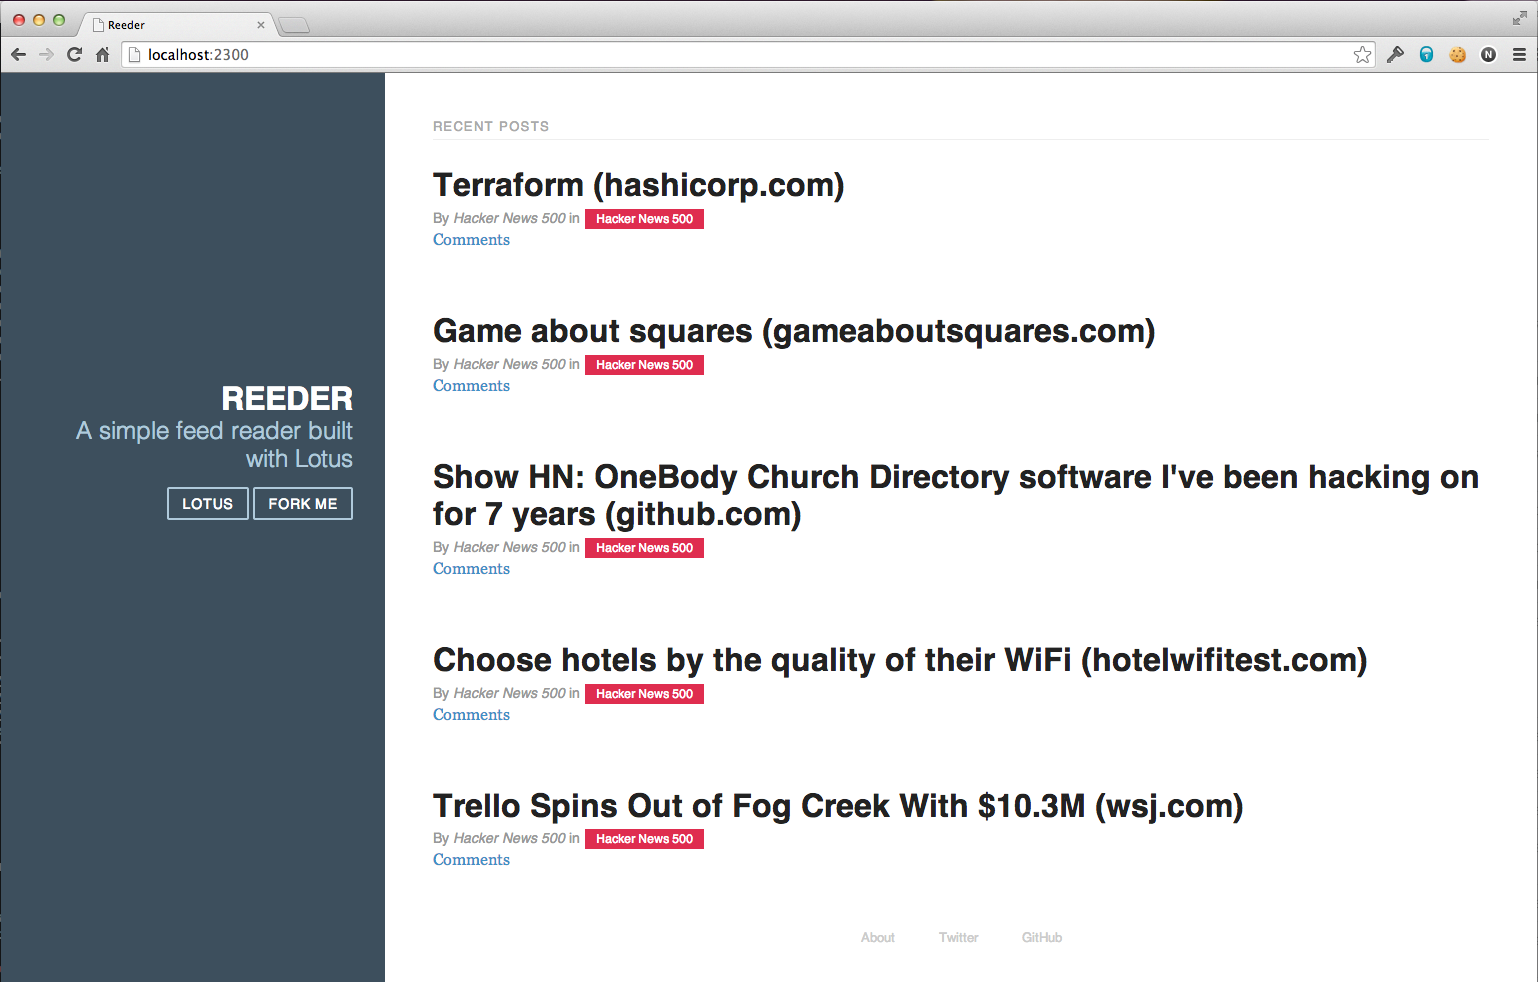 Reeder
localhost:2300
N
REEDER
A simple feed reader built
with Lotus
LOTUS FORK ME
RECENT POSTS
Terraform (hashicorp.com)
By Hacker News 500 in Hacker News 500
Comments
Game about squares (gameaboutsquares.com)
By Hacker News 500 in Hacker News 500
Comments
Show HN: OneBody Church Directory software I've been hacking on
for 7 years (github.com)
By Hacker News 500 in Hacker News 500
Comments
Choose hotels by the quality of their WiFi (hotelwifitest.com)
By Hacker News 500 in Hacker News 500
Comments
Trello Spins Out of Fog Creek With $10.3M (wsj.com)
By Hacker News 500 in Hacker News 500
Comments
About Twitter GitHub